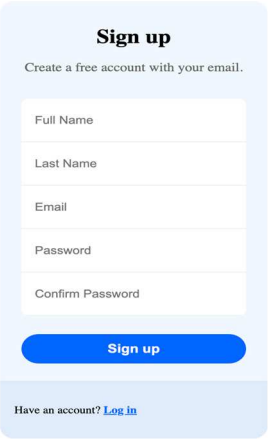 Sign up
Create a free account with your email.
Full Name
Last Name
Email
Password
Confirm Password
Sign up
Have an account? Log in